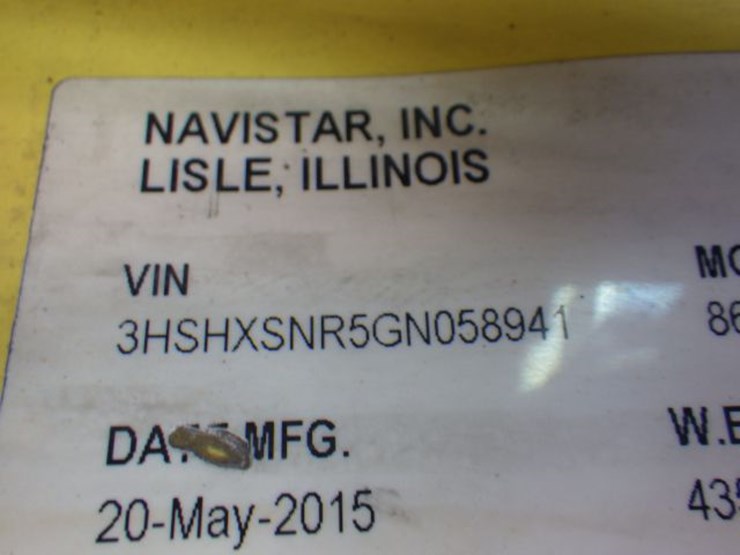 NAVISTAR, INC.
LISLE, ILLINOIS
VIN
3HSHXSNR5GN058941
MFG.
20-May-2015